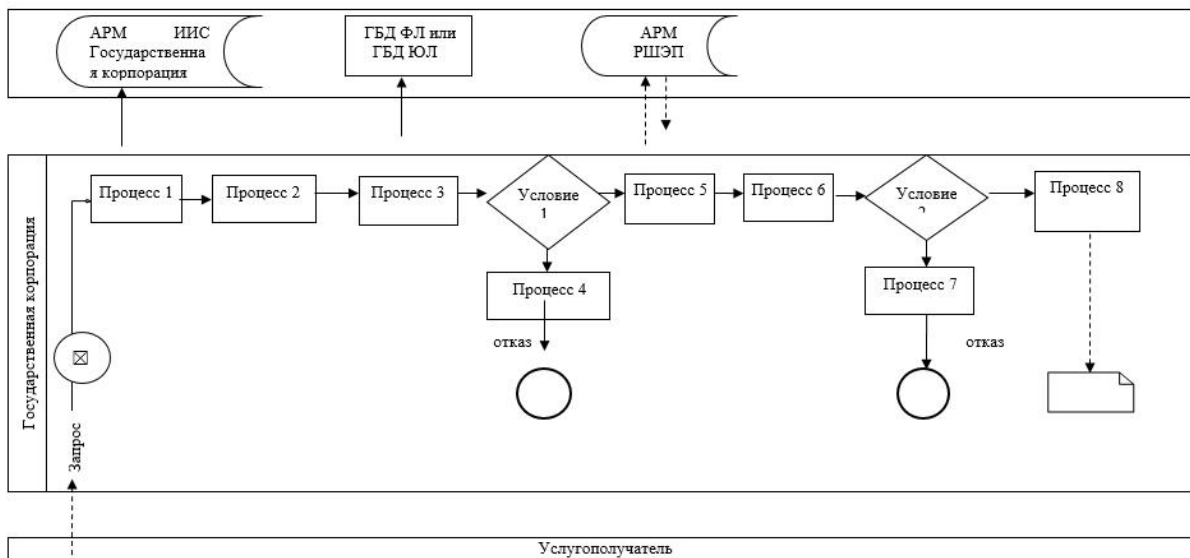 АРМ ИИС
Государственна
я корпорация
ГБД ФЛ или
ГБД ЮЛ
АРМ
РШЭП
Государственная корпорация
Процесс 1
Процесс 2
Процесс 3
Условие
1
Процесс 5
Процесс 6
Условие
2
Процесс 8
Процесс 4
Процесс 7
отказ
отказ
Запрос
Услугополучатель